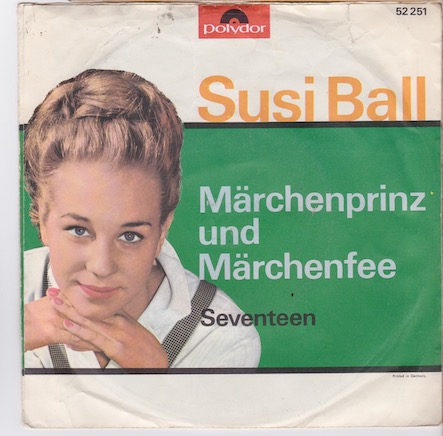 Polydor
52 251
Susi Ball
Märchenprinz
und
Märchenfee
Seventeen
Printed in Germany